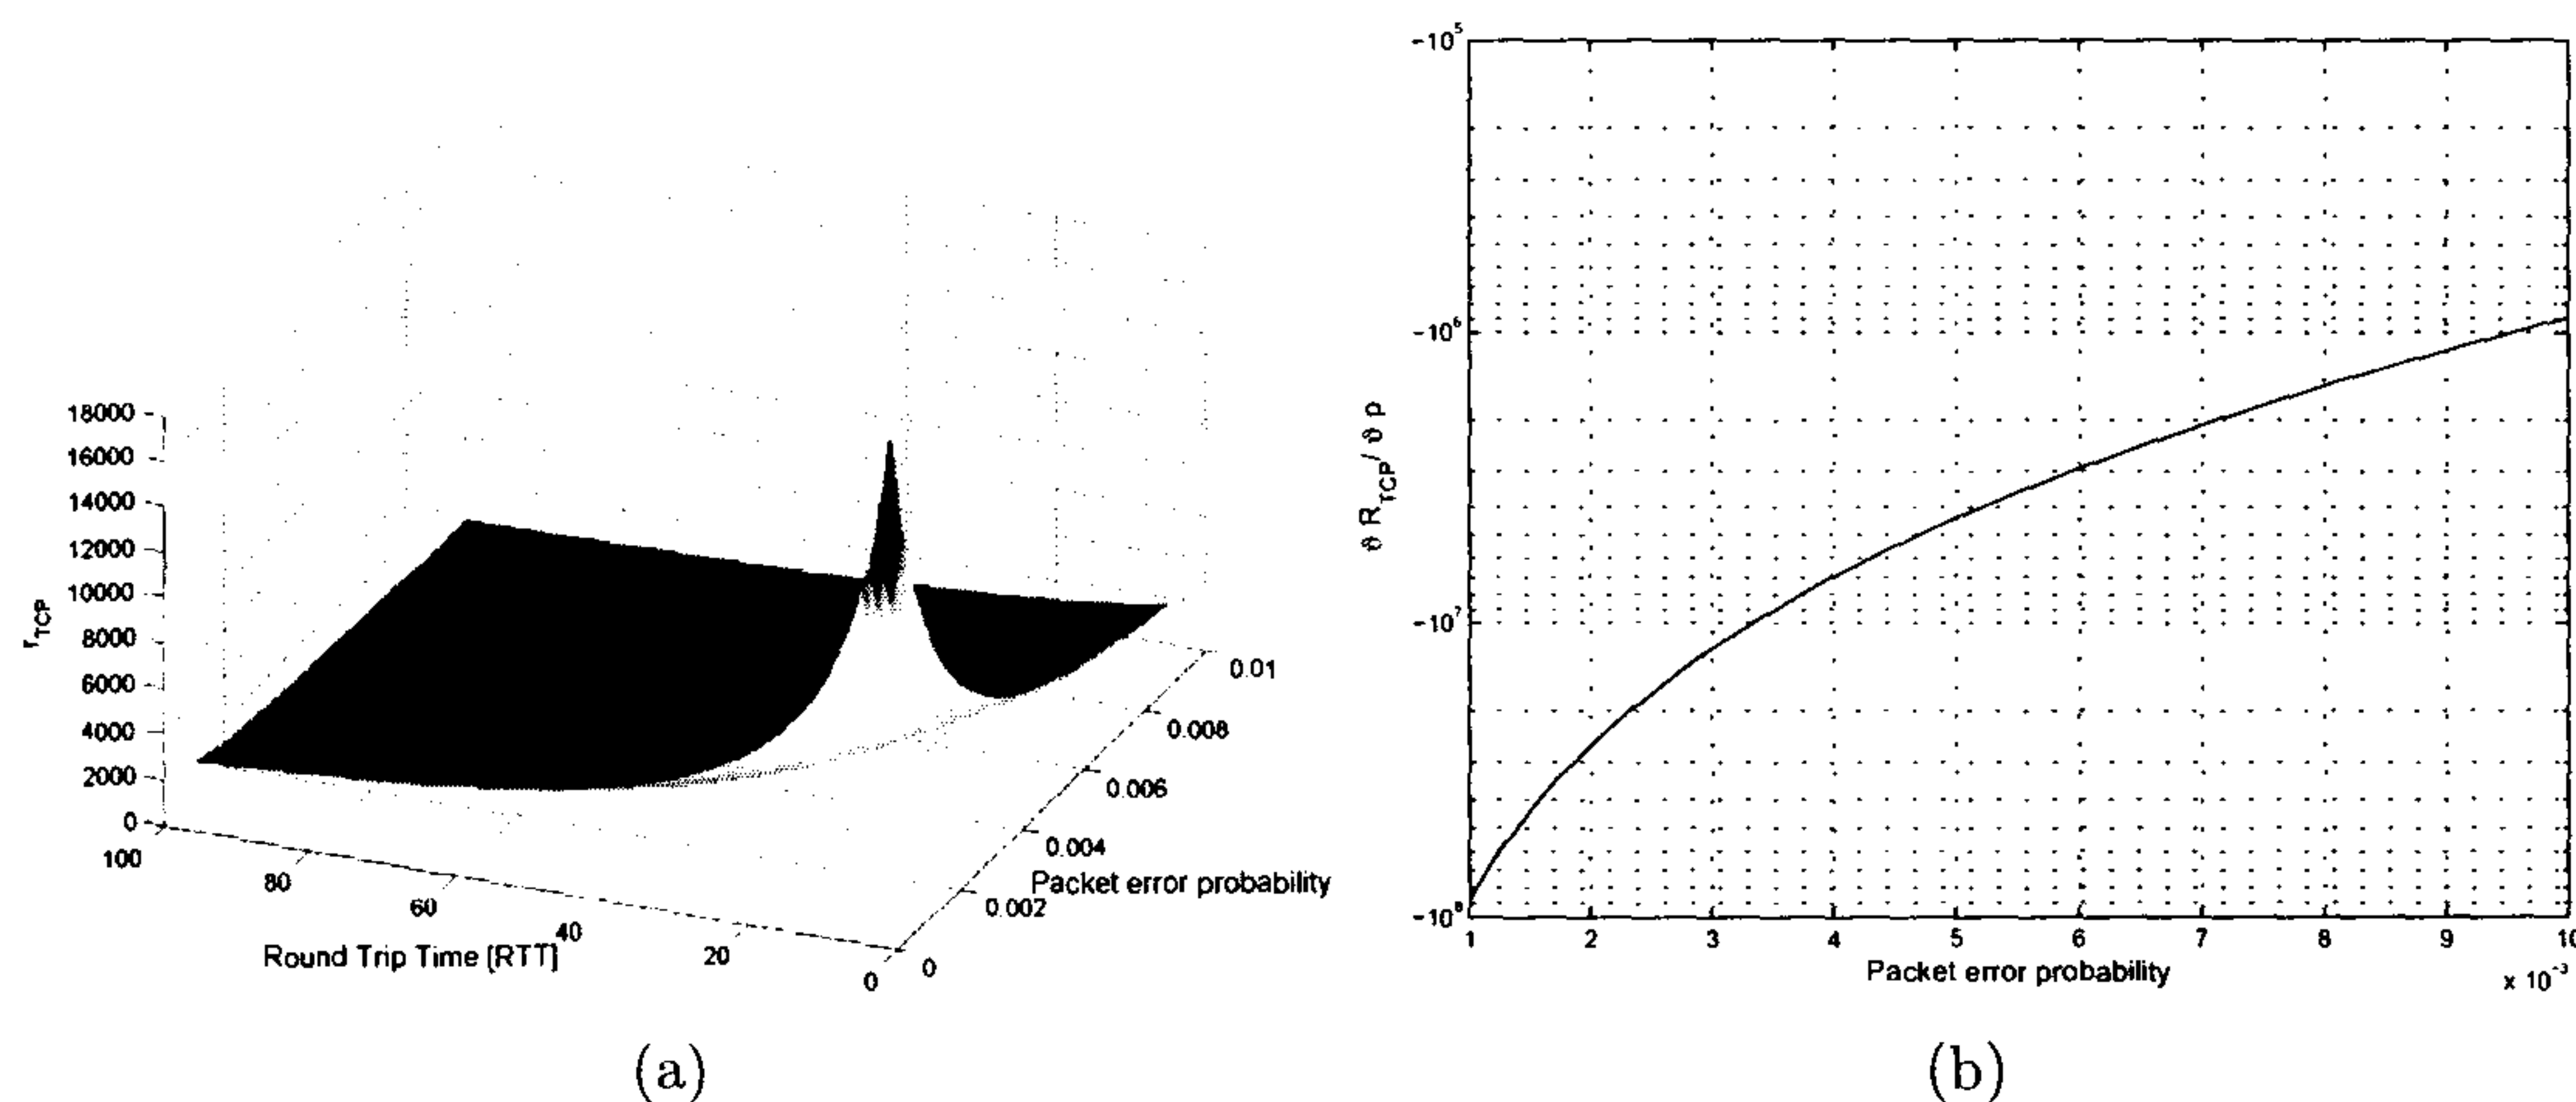 18000
16000
14000
12000
10000
8000
6000
4000
2000
0
rTCP
100
80
60
40
20
0
Round Trip Time [RTT]
0
0.002
0.004
0.006
0.008
0.01
Packet error probability
(a)
-10^5
-10^6
-10^7
-10^8
∂ R_TCP / ∂ p
1 2 3 4 5 6 7 8 9 10
Packet error probability
x 10^-3
(b)